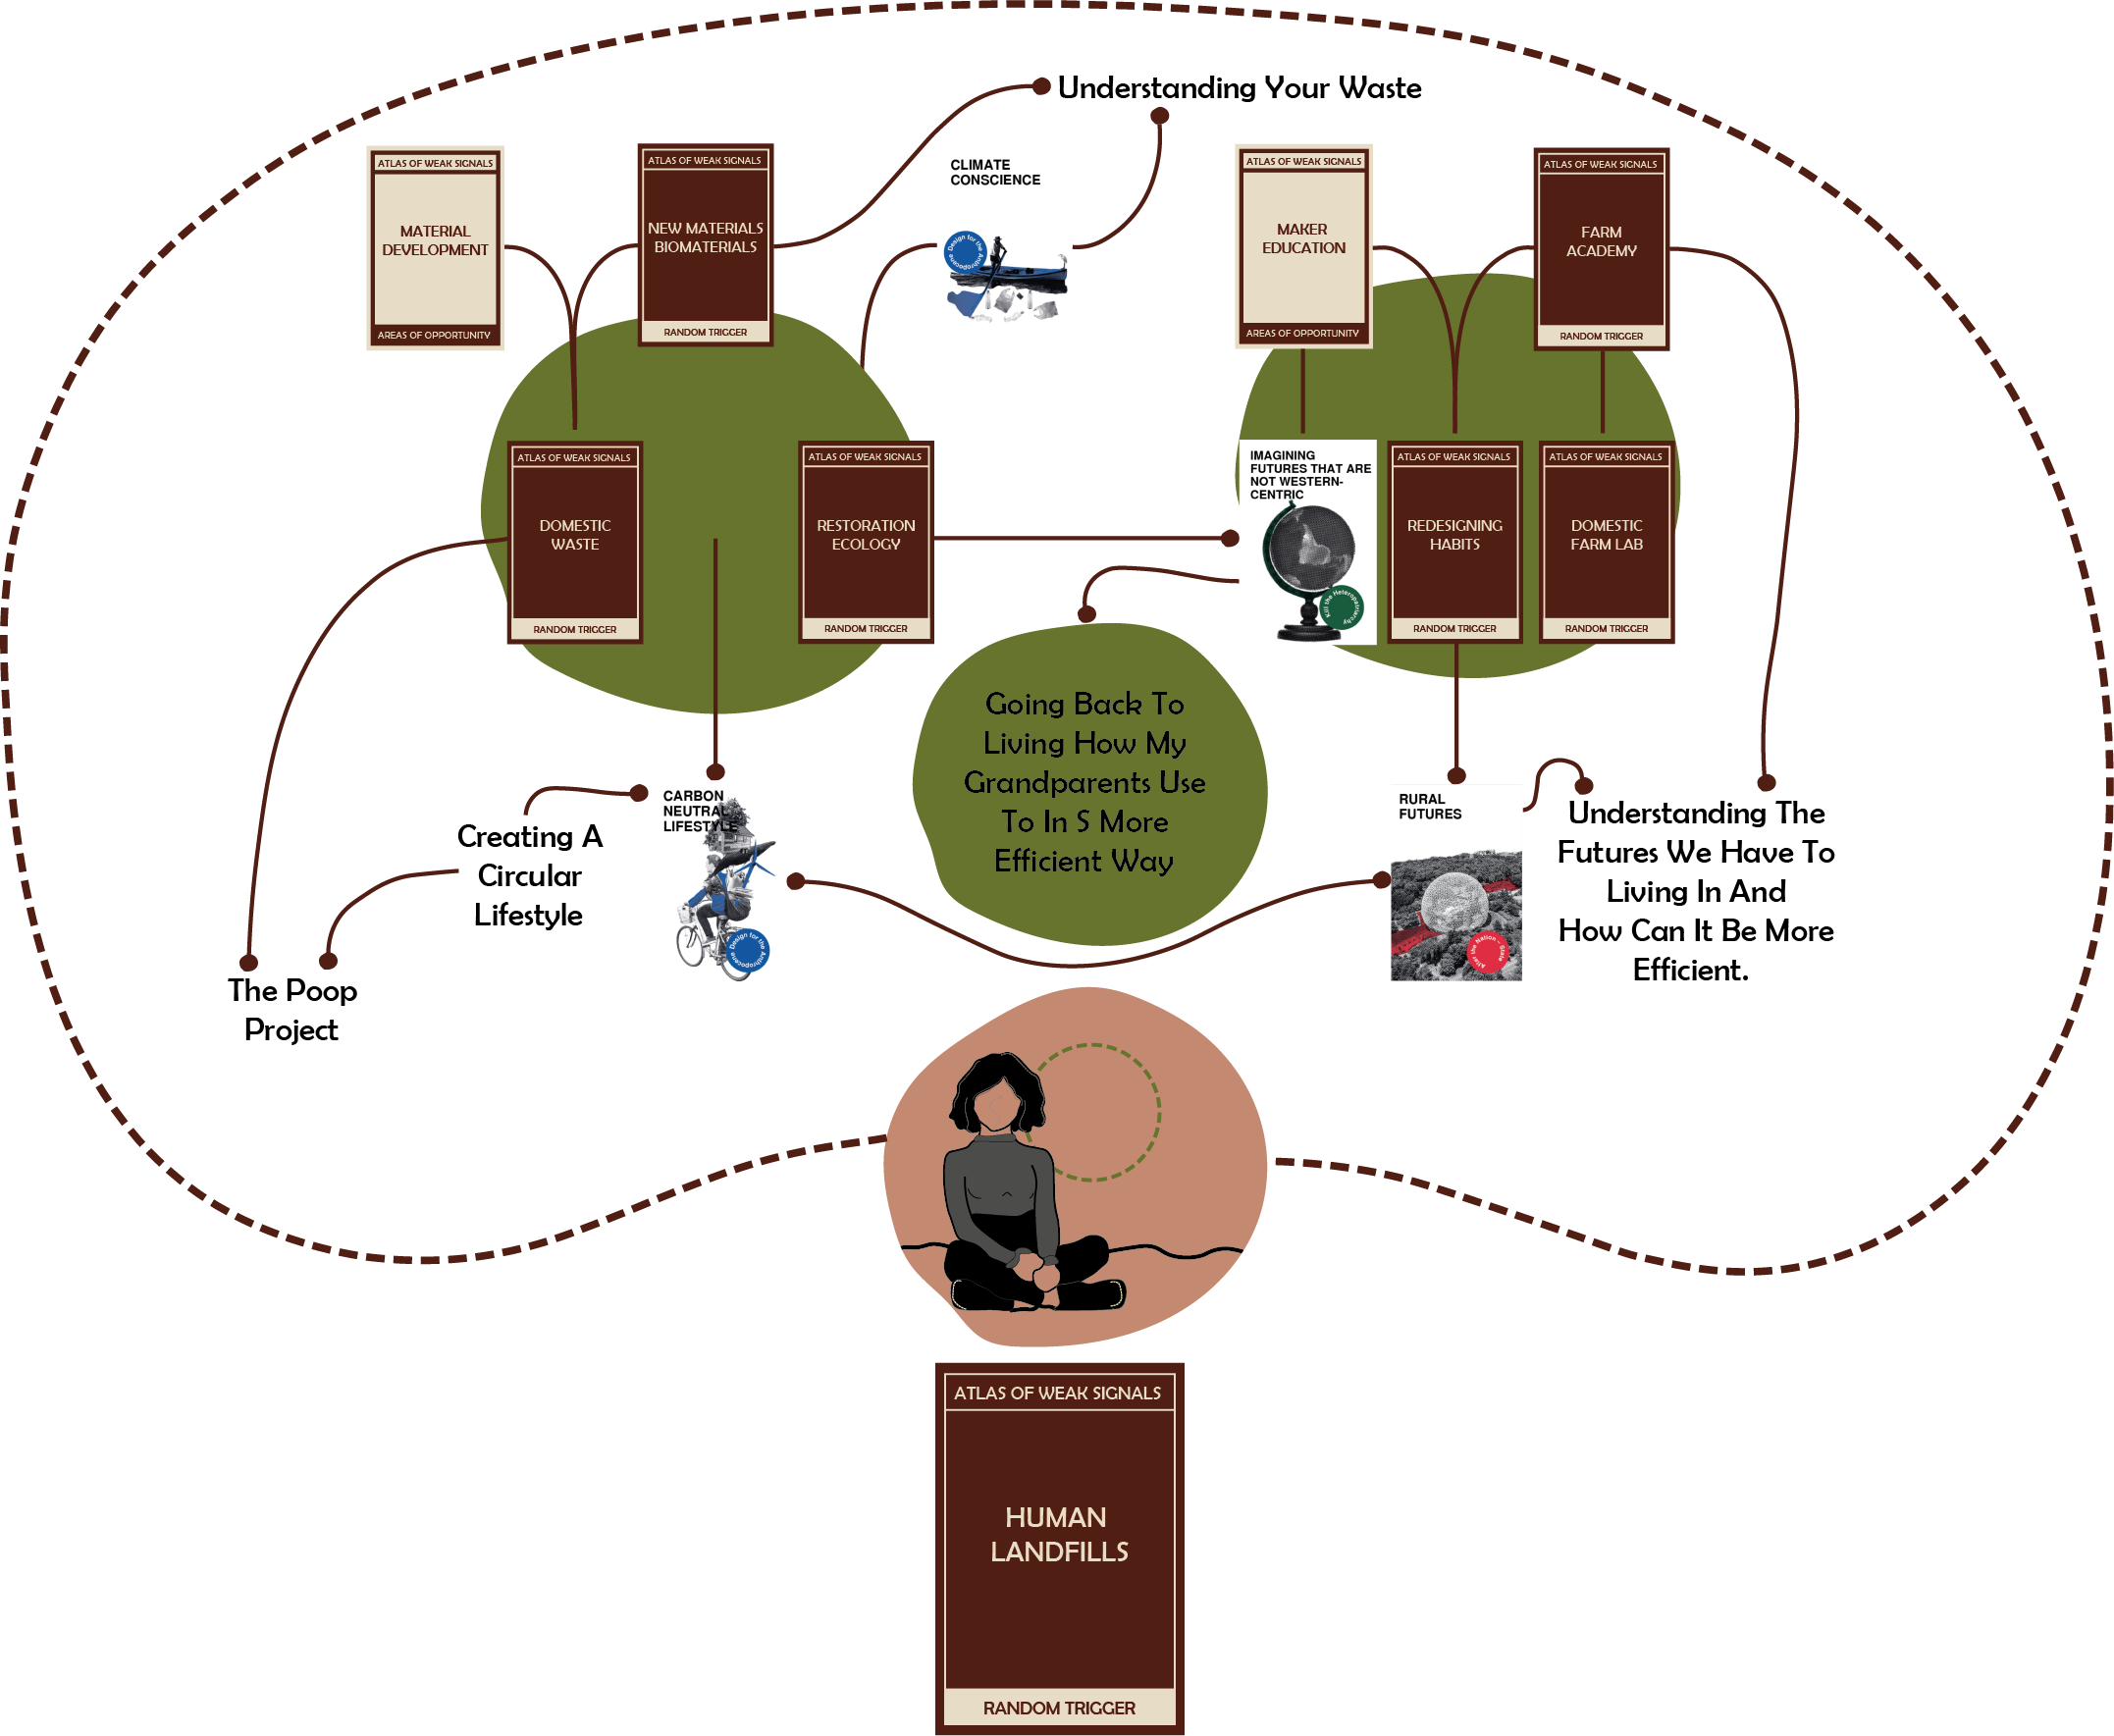 Understanding Your Waste
ATLAS OF WEAK SIGNALS
MATERIAL
DEVELOPMENT
AREAS OF OPPORTUNITY
ATLAS OF WEAK SIGNALS
NEW MATERIALS
BIOMATERIALS
RANDOM TRIGGER
CLIMATE
CONSCIENCE
Design for the Anthropocene
ATLAS OF WEAK SIGNALS
MAKER
EDUCATION
AREAS OF OPPORTUNITY
ATLAS OF WEAK SIGNALS
FARM
ACADEMY
RANDOM TRIGGER
ATLAS OF WEAK SIGNALS
DOMESTIC
WASTE
RANDOM TRIGGER
ATLAS OF WEAK SIGNALS
RESTORATION
ECOLOGY
RANDOM TRIGGER
IMAGINING
FUTURES THAT ARE
NOT WESTERN-
CENTRIC
Kill the Heteropatriarchy
ATLAS OF WEAK SIGNALS
REDESIGNING
HABITS
RANDOM TRIGGER
ATLAS OF WEAK SIGNALS
DOMESTIC
FARM LAB
RANDOM TRIGGER
Going Back To
Living How My
Grandparents Use
To In S More
Efficient Way
Creating A
Circular
Lifestyle
CARBON
NEUTRAL
LIFESTYLE
Design for the Anthropocene
RURAL
FUTURES
After the Nation - State
Understanding The
Futures We Have To
Living In And
How Can It Be More
Efficient.
The Poop
Project
ATLAS OF WEAK SIGNALS
HUMAN
LANDFILLS
RANDOM TRIGGER